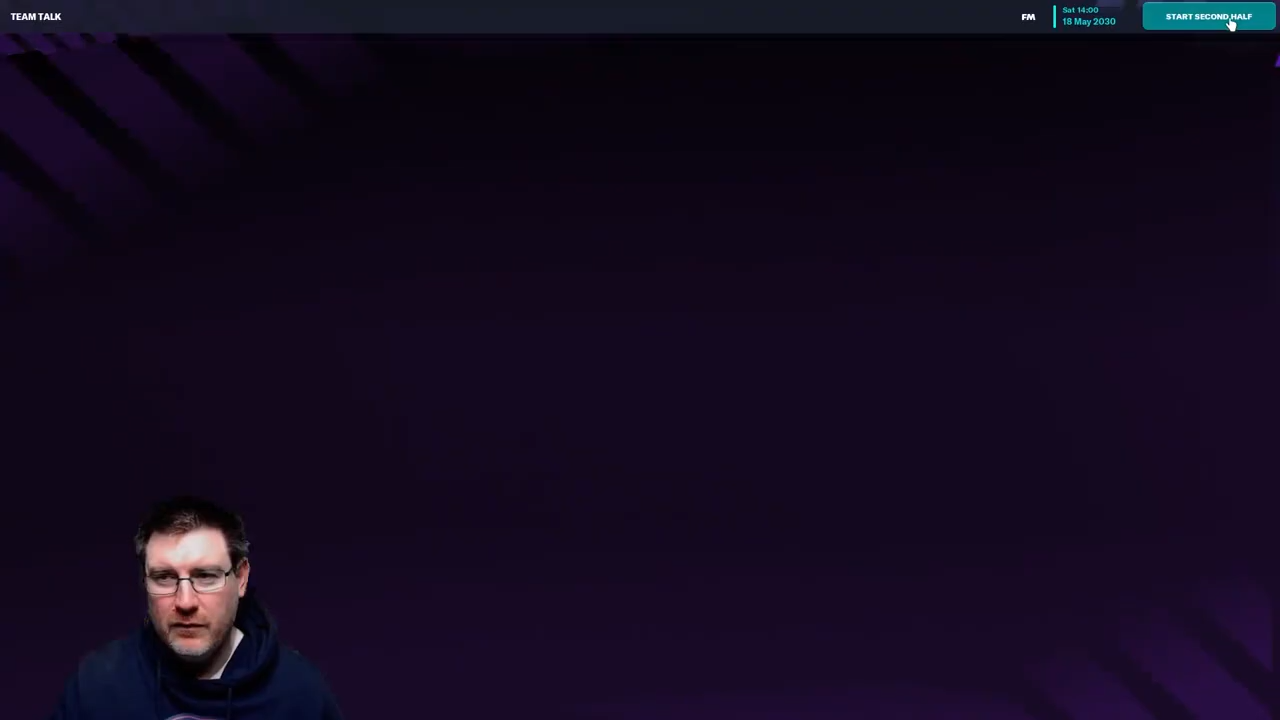 TEAM TALK
FM
Sat 14:00
18 May 2030
START SECOND HALF